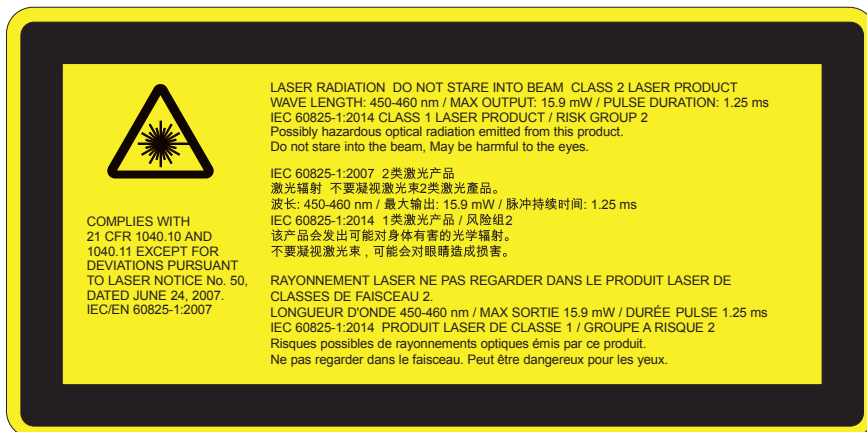 COMPLIES WITH
21 CFR 1040.10 AND
1040.11 EXCEPT FOR
DEVIATIONS PURSUANT
TO LASER NOTICE No. 50,
DATED JUNE 24, 2007.
IEC/EN 60825-1:2007
LASER RADIATION DO NOT STARE INTO BEAM CLASS 2 LASER PRODUCT
WAVE LENGTH: 450-460 nm / MAX OUTPUT: 15.9 mW / PULSE DURATION: 1.25 ms
IEC 60825-1:2014 CLASS 1 LASER PRODUCT / RISK GROUP 2
Possibly hazardous optical radiation emitted from this product.
Do not stare into the beam, May be harmful to the eyes.
IEC 60825-1:2007 2类激光产品
激光辐射 不要凝视激光束2类激光產品。
波长: 450-460 nm / 最大输出: 15.9 mW / 脉冲持续时间: 1.25 ms
IEC 60825-1:2014 1类激光产品 / 风险组2
该产品会发出可能对身体有害的光学辐射。
不要凝视激光束，可能会对眼睛造成损害。
RAYONNEMENT LASER NE PAS REGARDER DANS LE PRODUIT LASER DE
CLASSES DE FAISCEAU 2.
LONGUEUR D'ONDE 450-460 nm / MAX SORTIE 15.9 mW / DURÉE PULSE 1.25 ms
IEC 60825-1:2014 PRODUIT LASER DE CLASSE 1 / GROUPE A RISQUE 2
Risques possibles de rayonnements optiques émis par ce produit.
Ne pas regarder dans le faisceau. Peut être dangereux pour les yeux.